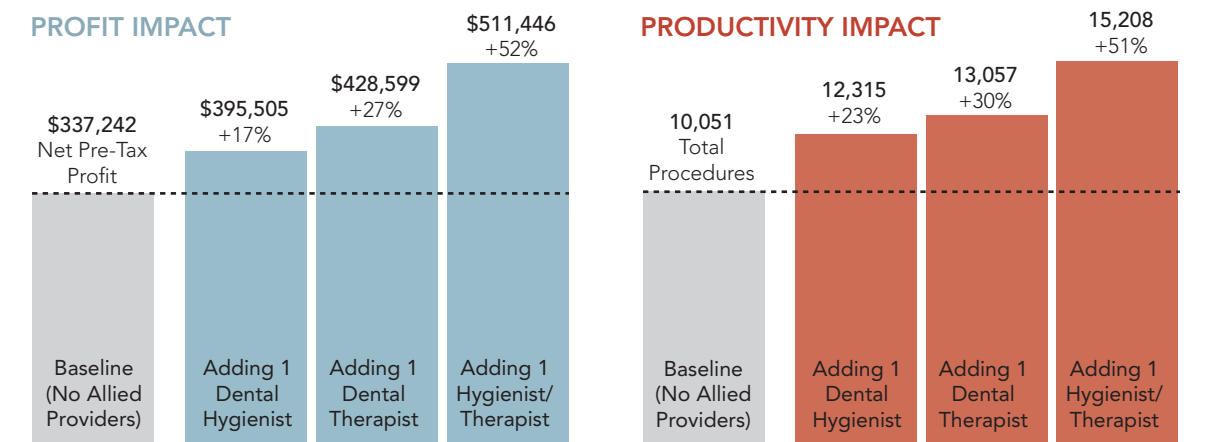 PROFIT IMPACT
$337,242
Net Pre-Tax
Profit
$395,505
+17%
$428,599
+27%
$511,446
+52%
Baseline
(No Allied
Providers)
Adding 1
Dental
Hygienist
Adding 1
Dental
Therapist
Adding 1
Hygienist/
Therapist
PRODUCTIVITY IMPACT
10,051
Total
Procedures
12,315
+23%
13,057
+30%
15,208
+51%
Baseline
(No Allied
Providers)
Adding 1
Dental
Hygienist
Adding 1
Dental
Therapist
Adding 1
Hygienist/
Therapist